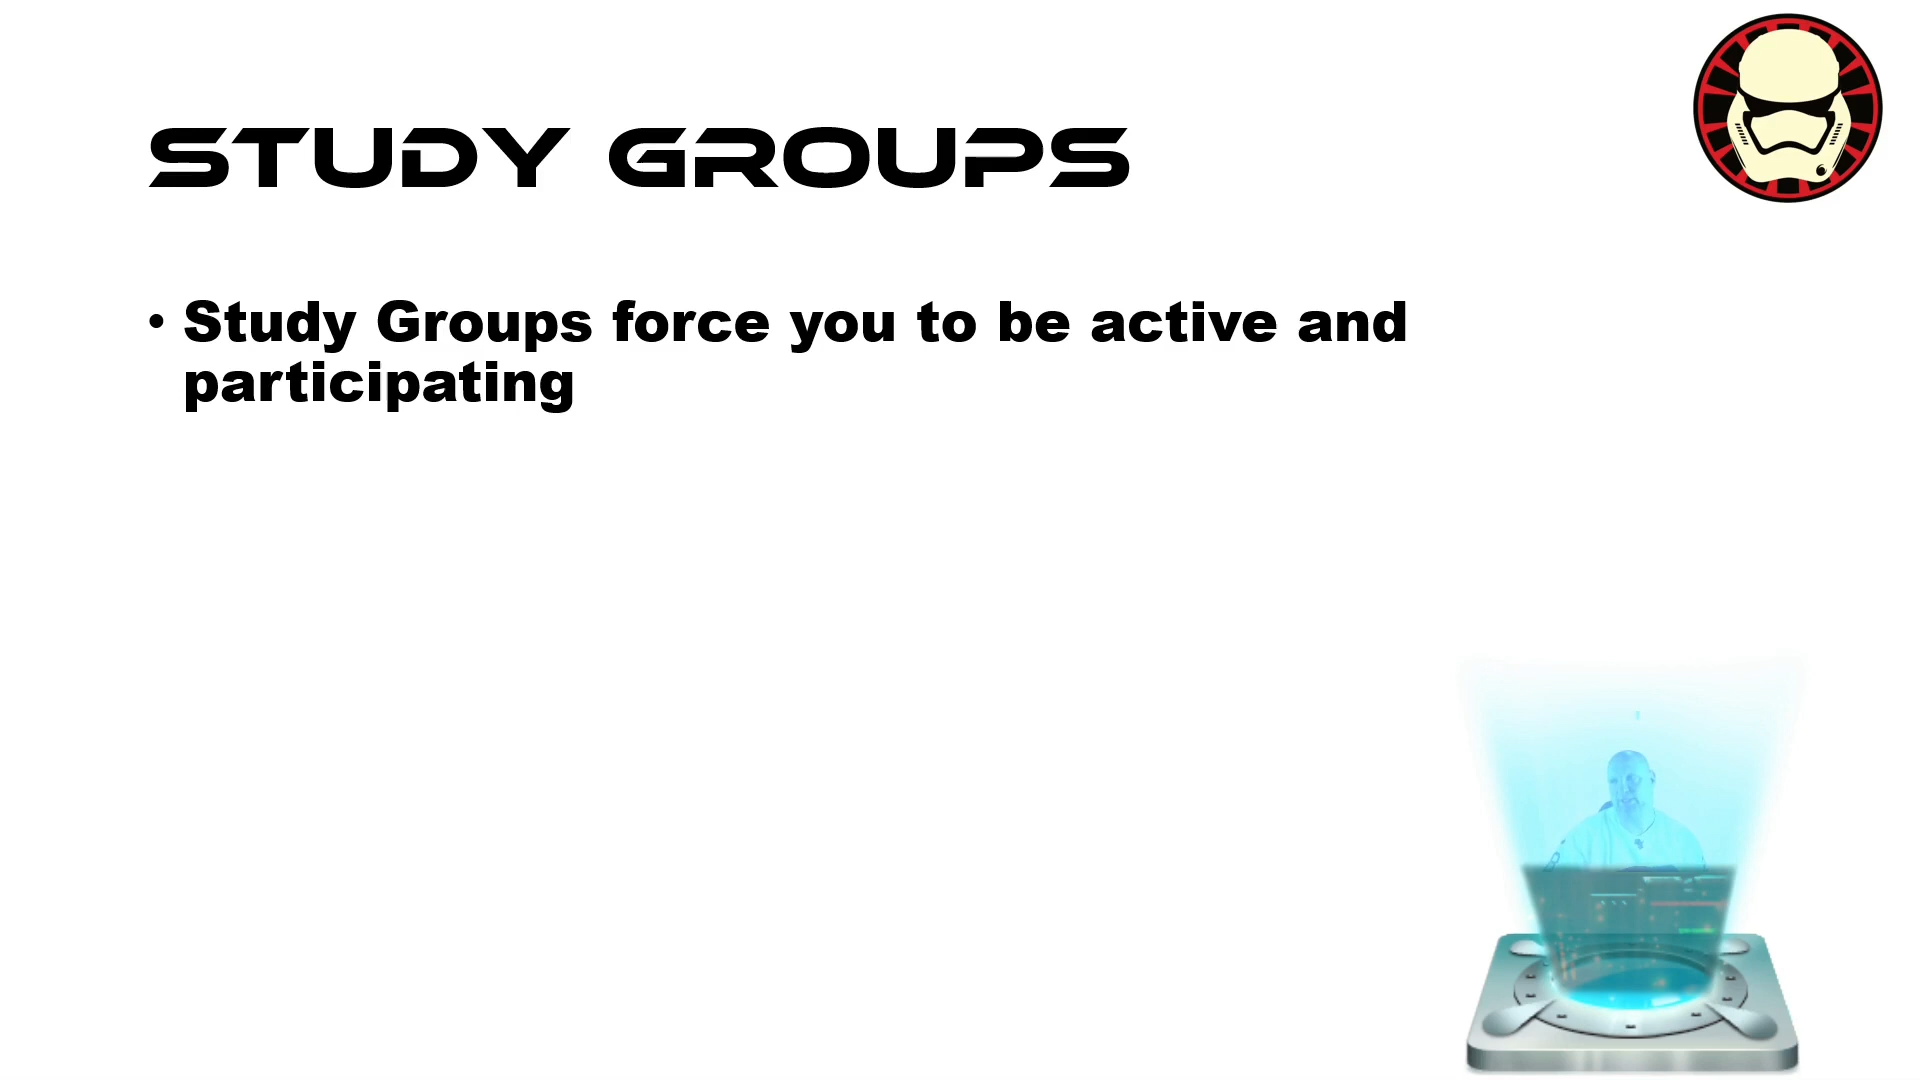 STUDY GROUPS
• Study Groups force you to be active and
participating